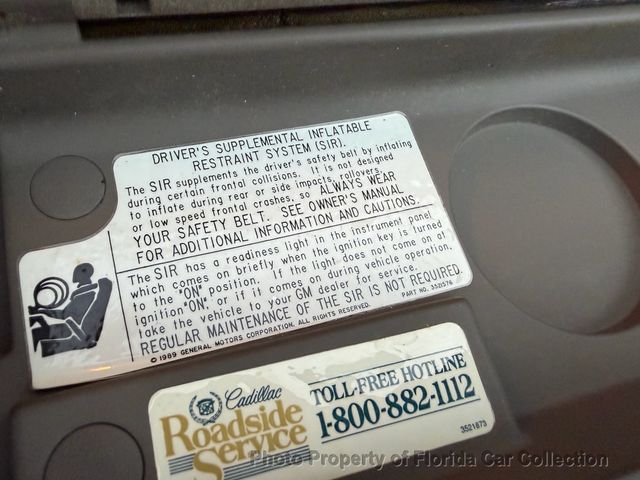 DRIVER'S SUPPLEMENTAL INFLATABLE
RESTRAINT SYSTEM (SIR).
The SIR supplements the driver's safety belt by inflating
during certain frontal collisions. It is not designed
to inflate during rear or side impacts, rollovers
or low speed frontal crashes, so ALWAYS WEAR
YOUR SAFETY BELT. SEE OWNER'S MANUAL
FOR ADDITIONAL INFORMATION AND CAUTIONS.
The SIR has a readiness light in the instrument panel
which comes on briefly when the ignition key is turned
to the "ON" position. If the light does not come on at
ignition "ON", or if it comes on during vehicle operation,
take the vehicle to your GM dealer for service.
REGULAR MAINTENANCE OF THE SIR IS NOT REQUIRED.
© 1989 GENERAL MOTORS CORPORATION. ALL RIGHTS RESERVED. PART NO. 3521576
Cadillac
Roadside
Service
TOLL-FREE HOTLINE
1-800-882-1112
3521673
Photo Property of Florida Car Collection